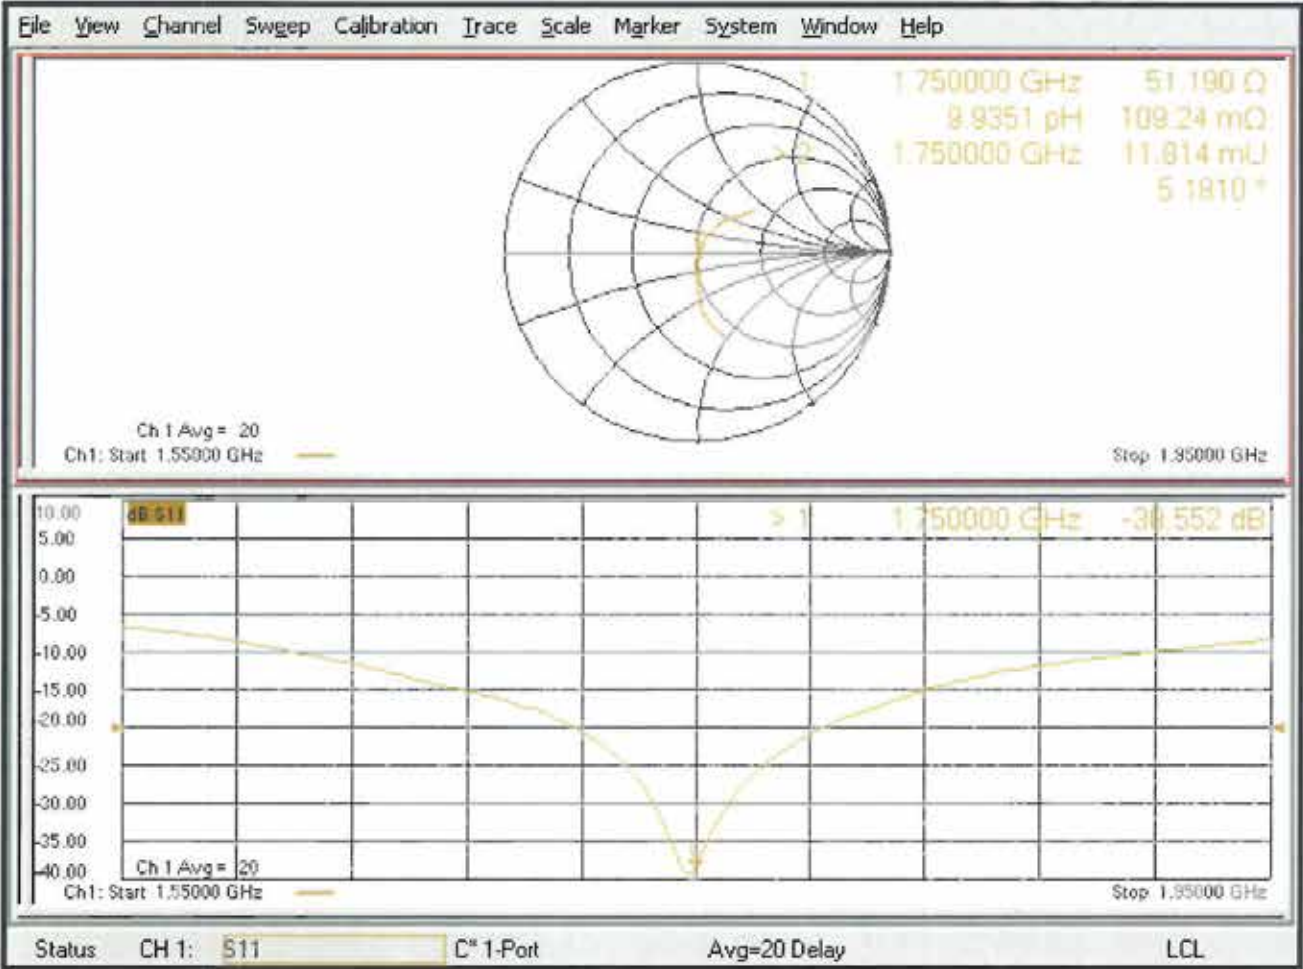 File View Channel Sweep Calibration Trace Scale Marker System Window Help
1: 1.750000 GHz 51.190 Ω
9.9351 pH 109.24 mΩ
> 2: 1.750000 GHz 11.814 mU
5.1810 °
Ch 1 Avg = 20
Ch1: Start 1.55000 GHz
Stop 1.95000 GHz
10.00 dB S11
> 1: 1.750000 GHz -38.552 dB
5.00
0.00
-5.00
-10.00
-15.00
-20.00
-25.00
-30.00
-35.00
-40.00
Ch 1 Avg = 20
Ch1: Start 1.55000 GHz
Stop 1.95000 GHz
Status CH 1: S11 C* 1-Port Avg=20 Delay LCL